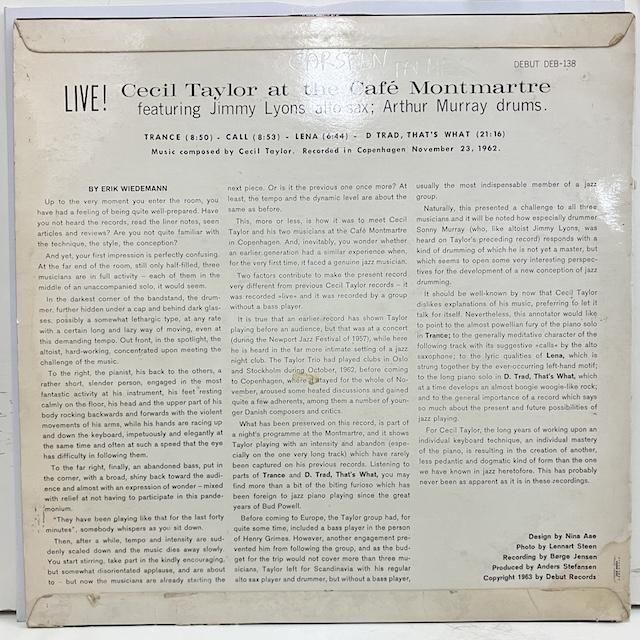 CARSTEN
DEBUT DEB-138
LIVE! Cecil Taylor at the Café Montmartre
featuring Jimmy Lyons alto sax; Arthur Murray drums.
TRANCE (8:50) - CALL (8:53) - LENA (6:44) - D TRAD, THAT'S WHAT (21:16)
Music composed by Cecil Taylor. Recorded in Copenhagen November 23, 1962.
BY ERIK WIEDEMANN
Up to the very moment you enter the room, you
have had a feeling of being quite well-prepared. Have
you not heard the records, read the liner notes, seen
articles and reviews? Are you not quite familiar with
the technique, the style, the conception?
And yet, your first impression is perfectly confusing.
At the far end of the room, still only half-filled, three
musicians are in full activity – each of them in the
middle of an unaccompanied solo, it would seem.
In the darkest corner of the bandstand, the drum-
mer, further hidden under a cap and behind dark glas-
ses, possibly a somewhat lethargic type, at any rate
with a certain long and lazy way of moving, even at
this demanding tempo. Out front, in the spotlight, the
altoist, hard-working, concentrated upon meeting the
challenge of the music.
To the right, the pianist, his back to the others, a
rather short, slender person, engaged in the most
fantastic activity at his instrument, his feet resting
calmly on the floor, his head and the upper part of his
body rocking backwards and forwards with the violent
movements of his arms, while his hands are racing up
and down the keyboard, impetuously and elegantly at
the same time and often at such a speed that the eye
has difficulty in following them.
To the far right, finally, an abandoned bass, put in
the corner, with a broad, shiny back toward the audi-
ence and almost with an expression of wonder – mixed
with relief at not having to participate in this pande-
monium.
"They have been playing like that for the last forty
minutes", somebody whispers as you sit down.
Then, after a while, tempo and intensity are sud-
denly scaled down and the music dies away slowly.
You start stirring, take part in the kindly encouraging,
but somewhat disorientated applause, and are about
to – but now the musicians are already starting the
next piece. Or is it the previous one once more? At
least, the tempo and the dynamic level are about the
same as before.
This, more or less, is how it was to meet Cecil
Taylor and his two musicians at the Café Montmartre
in Copenhagen. And, inevitably, you wonder whether
an earlier generation had a similar experience when,
for the very first time, it faced a genuine jazz musician.
Two factors contribute to make the present record
very different from previous Cecil Taylor records – it
was recorded »live« and it was recorded by a group
without a bass player.
It is true that an earlier record has shown Taylor
playing before an audience, but that was at a concert
(during the Newport Jazz Festival of 1957), while here
he is heard in the far more intimate setting of a jazz
night club. The Taylor Trio had played clubs in Oslo
and Stockholm during October, 1962, before coming
to Copenhagen, where it stayed for the whole of No-
vember, around some heated discussions and gained
quite a few adherents, among them a number of youn-
ger Danish composers and critics.
What has been preserved on this record, is part of
a night's programme at the Montmartre, and it shows
Taylor playing with an intensity and abandon (especi-
ally on the one very long track) which have rarely
been captured on his previous records. Listening to
parts of Trance and D. Trad, That's What, you may
find more than a bit of the biting furioso which has
been foreign to jazz piano playing since the great
years of Bud Powell.
Before coming to Europe, the Taylor group had, for
quite some time, included a bass player in the person
of Henry Grimes. However, another engagement pre-
vented him from following the group, and as the bud-
get for the trip would not cover more than three mu-
sicians, Taylor left for Scandinavia with his regular
alto sax player and drummer, but without a bass player,
usually the most indispensable member of a jazz
group.
Naturally, this presented a challenge to all three
musicians and it will be noted how especially drummer
Sonny Murray (who, like altoist Jimmy Lyons, was
heard on Taylor's preceding record) responds with a
kind of drumming of which he is not yet a master, but
which seems to open some very interesting perspec-
tives for the development of a new conception of jazz
drumming.
It should be well-known by now that Cecil Taylor
dislikes explanations of his music, preferring to let it
talk for itself. Nevertheless, this annotator would like
to point to the almost powelllian fury of the piano solo
in Trance; to the generally meditative character of the
following track with its suggestive »calls« by the alto
saxophone; to the lyric qualities of Lena, which is
strung together by the ever-occurring left-hand motif;
to the long piano solo in D. Trad, That's What, which
at a time develops an almost boogie woogie-like rock;
and to the general importance of a record which says
so much about the present and future possibilities of
jazz playing.
For Cecil Taylor, the long years of working upon an
individual keyboard technique, an individual mastery
of the piano, is resulting in the creation of another,
less pedantic and dogmatic kind of form than the one
we have known in jazz heretofore. This has probably
never been as apparent as it is in these recordings.
Design by Nina Aae
Photo by Lennart Steen
Recording by Børge Jensen
Produced by Anders Stefansen
Copyright 1963 by Debut Records